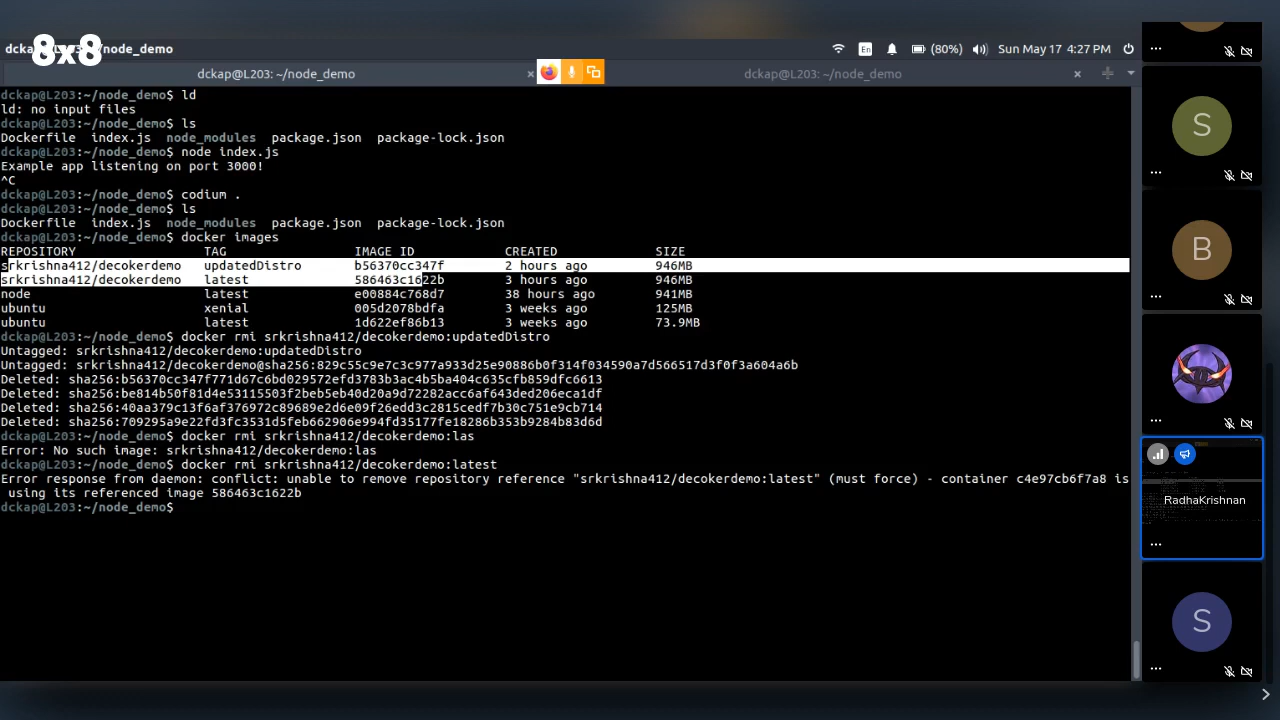 dcka
8x8
/node_demo
En
(80%)
Sun May 17 4:27 PM
dckap@L203: ~/node_demo
×
dckap@L203: ~/node_demo
×
dckap@L203:~/node_demo$ ld
ld: no input files
dckap@L203:~/node_demo$ ls
Dockerfile index.js node_modules package.json package-lock.json
dckap@L203:~/node_demo$ node index.js
Example app listening on port 3000!
^C
dckap@L203:~/node_demo$ codium .
dckap@L203:~/node_demo$ ls
Dockerfile index.js node_modules package.json package-lock.json
dckap@L203:~/node_demo$ docker images
REPOSITORY TAG IMAGE ID CREATED SIZE
srkrishna412/decokerdemo updatedDistro b56370cc347f 2 hours ago 946MB
srkrishna412/decokerdemo latest 586463c1622b 3 hours ago 946MB
node latest e00884c768d7 38 hours ago 941MB
ubuntu xenial 005d2078bdfa 3 weeks ago 125MB
ubuntu latest 1d622ef86b13 3 weeks ago 73.9MB
dckap@L203:~/node_demo$ docker rmi srkrishna412/decokerdemo:updatedDistro
Untagged: srkrishna412/decokerdemo:updatedDistro
Untagged: srkrishna412/decokerdemo@sha256:829c55c9e7c3c977a933d25e90886b0f314f034590a7d566517d3f0f3a604a6b
Deleted: sha256:b56370cc347f771d67c6bd029572efd3783b3ac4b5ba404c635cfb859dfc6613
Deleted: sha256:be814b50f81d4e53115503f2beb5eb40d20a9d72282acc6af643ded206eca1df
Deleted: sha256:40aa379c13f6af376972c89689e2d6e09f26edd3c2815cedf7b30c751e9cb714
Deleted: sha256:709295a9e22fd3fc3531d5feb662906e994fd35177fe18286b353b9284b83d6d
dckap@L203:~/node_demo$ docker rmi srkrishna412/decokerdemo:las
Error: No such image: srkrishna412/decokerdemo:las
dckap@L203:~/node_demo$ docker rmi srkrishna412/decokerdemo:latest
Error response from daemon: conflict: unable to remove repository reference "srkrishna412/decokerdemo:latest" (must force) - container c4e97cb6f7a8 is
using its referenced image 586463c1622b
dckap@L203:~/node_demo$
S
B
RadhaKrishnan
S